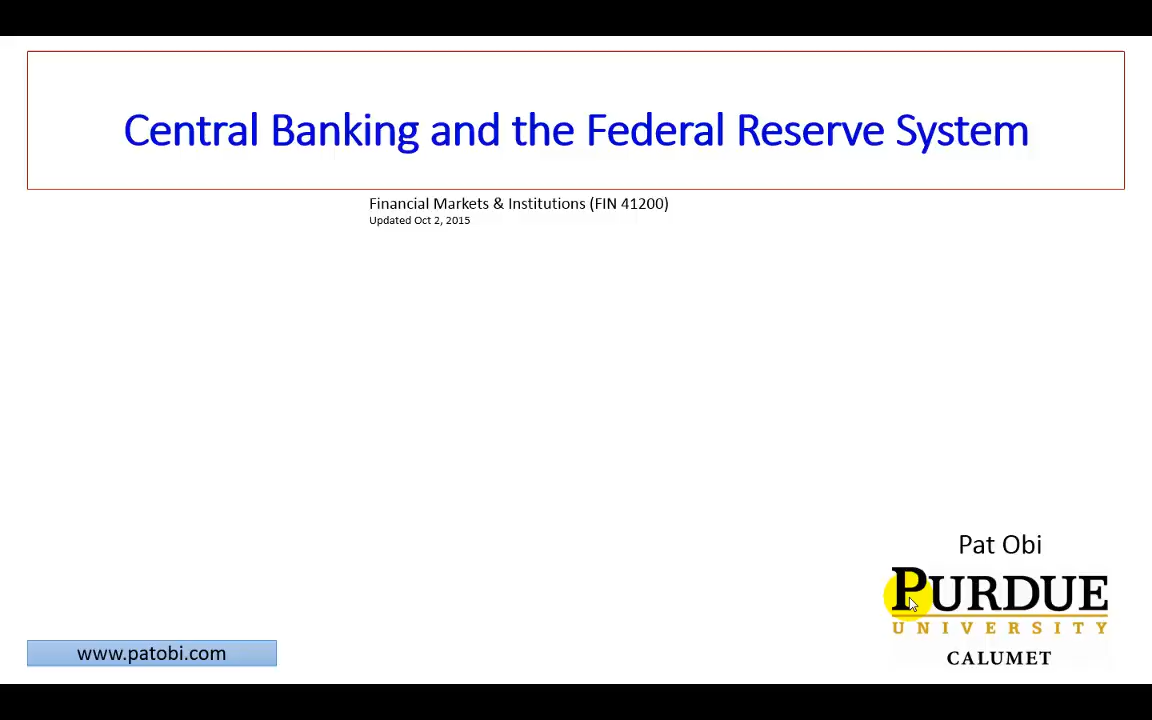 Central Banking and the Federal Reserve System
Financial Markets & Institutions (FIN 41200)
Updated Oct 2, 2015
Pat Obi
PURDUE
UNIVERSITY
CALUMET
www.patobi.com